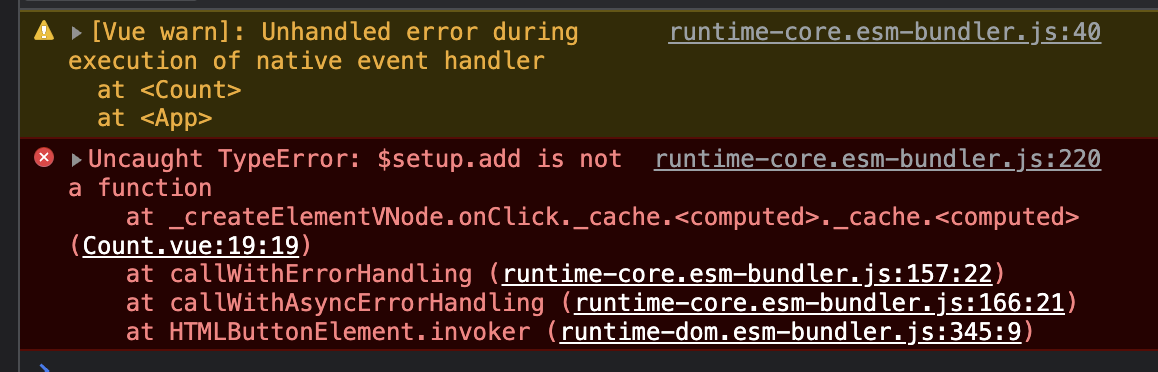 [Vue warn]: Unhandled error during runtime-core.esm-bundler.js:40
execution of native event handler
at <Count>
at <App>
Uncaught TypeError: $setup.add is not runtime-core.esm-bundler.js:220
a function
at _createElementVNode.onClick._cache.<computed>._cache.<computed>
(Count.vue:19:19)
at callWithErrorHandling (runtime-core.esm-bundler.js:157:22)
at callWithAsyncErrorHandling (runtime-core.esm-bundler.js:166:21)
at HTMLButtonElement.invoker (runtime-dom.esm-bundler.js:345:9)